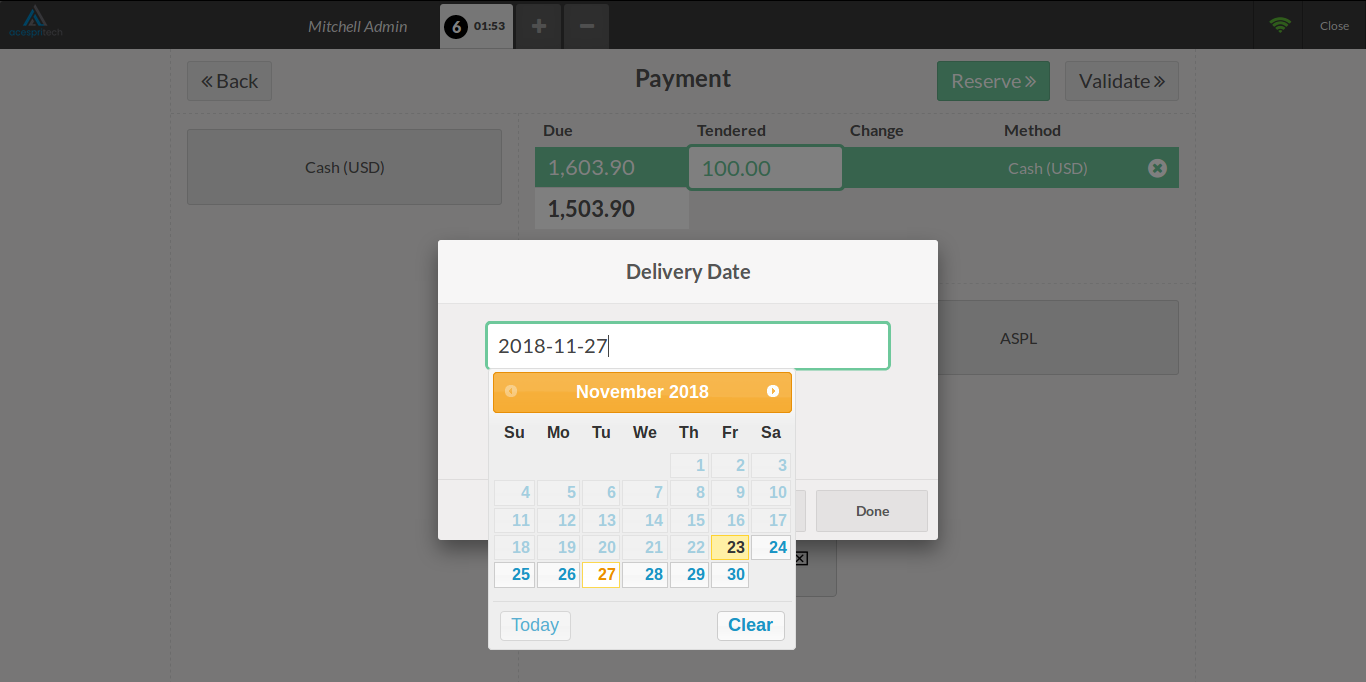 acespritech
Mitchell Admin
6 01:53
Close
Back
Payment
Reserve
Validate
Cash (USD)
Due Tendered Change Method
1,603.90 100.00 Cash (USD)
1,503.90
Delivery Date
2018-11-27
ASPL
November 2018
Su Mo Tu We Th Fr Sa
1 2 3
4 5 6 7 8 9 10
11 12 13 14 15 16 17
18 19 20 21 22 23 24
25 26 27 28 29 30
Done
Today Clear